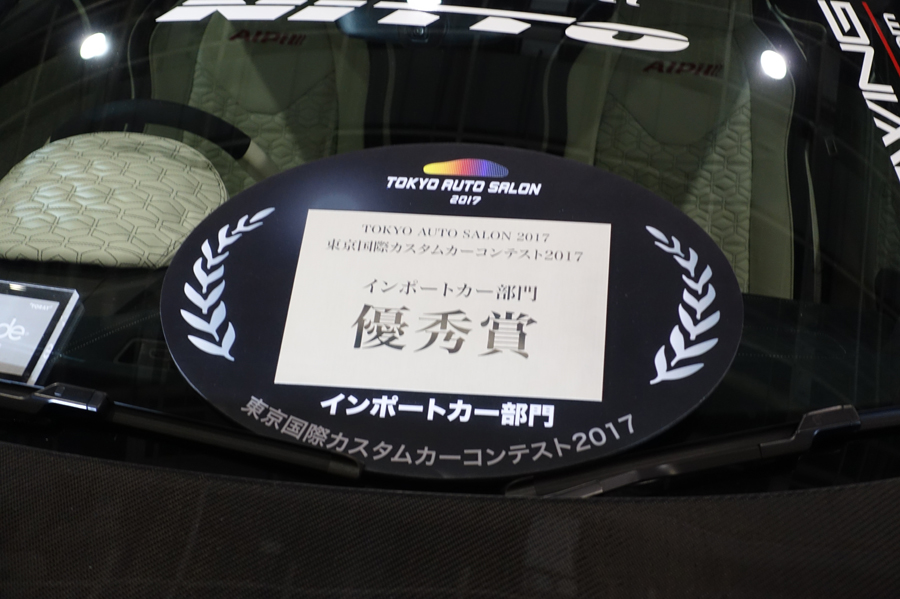 AIPHI
AIPHI
TOKYO AUTO SALON
2017
TOKYO AUTO SALON 2017
東京国際カスタムカーコンテスト2017
インポートカー部門
優秀賞
インポートカー部門
東京国際カスタムカーコンテスト2017